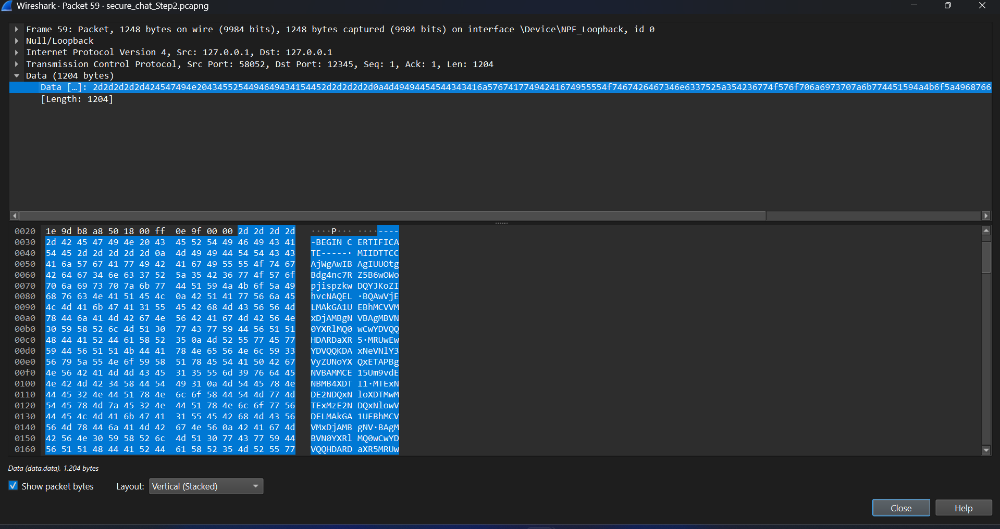 Wireshark · Packet 59 · secure_chat_Step2.pcapng
Frame 59: Packet, 1248 bytes on wire (9984 bits), 1248 bytes captured (9984 bits) on interface \Device\NPF_Loopback, id 0
Null/Loopback
Internet Protocol Version 4, Src: 127.0.0.1, Dst: 127.0.0.1
Transmission Control Protocol, Src Port: 58052, Dst Port: 12345, Seq: 1, Ack: 1, Len: 1204
Data (1204 bytes)
Data […]: 2d2d2d2d2d424547494e2043455254494649434154452d2d2d2d2d0a4d49494454544343416a576741774942416749555
[Length: 1204]
0020 1e 9d b8 a8 50 18 00 ff 0e 9f 00 00 2d 2d 2d 2d ····P··· ····----
0030 2d 42 45 47 49 4e 20 43 45 52 54 49 46 49 43 41 -BEGIN C ERTIFICA
0040 54 45 2d 2d 2d 2d 2d 0a 4d 49 49 44 54 54 43 43 TE-----· MIIDTTCC
0050 41 6a 57 67 41 77 49 42 41 67 49 55 55 4f 74 67 AjWgAwIB AgIUUOtg
0060 42 64 67 34 6e 63 37 52 5a 35 42 36 77 4f 57 6f Bdg4nc7R Z5B6wOWo
0070 70 6a 69 73 70 7a 6b 77 44 51 59 4a 4b 6f 5a 49 pjispzkw DQYJKoZI
0080 68 76 63 4e 41 51 45 4c 0a 42 51 41 77 56 6a 45 hvcNAQEL ·BQAwVjE
0090 4c 4d 41 6b 47 41 31 55 45 42 68 4d 43 56 56 4d LMAkGA1U EBhMCVVM
00a0 78 44 6a 41 4d 42 67 4e 56 42 41 67 4d 42 56 4e xDjAMBgN VBAgMBVN
00b0 30 59 58 52 6c 4d 51 30 77 43 77 59 44 56 51 51 0YXRlMQ0 wCwYDVQQ
00c0 48 44 41 52 44 61 58 52 35 0a 4d 52 55 77 45 77 HDARDaXR 5·MRUwEw
00d0 59 44 56 51 51 4b 44 41 78 4e 65 56 4e 6c 59 33 YDVQQKDA xNeVNlY3
00e0 56 79 5a 55 4e 6f 59 58 51 78 45 54 41 50 42 67 VyZUNoYX QxETAPBg
00f0 4e 56 42 41 4d 4d 43 45 31 35 55 6d 39 76 64 45 NVBAMMCE 15Um9vdE
0100 4e 42 4d 42 34 58 44 54 49 31 0a 4d 54 45 78 4e NBMB4XDT I1·MTExN
0110 44 45 32 4e 44 51 78 4e 6c 6f 58 44 54 4d 77 4d DE2NDQxN loXDTMwM
0120 54 45 78 4d 7a 45 32 4e 44 51 78 4e 6c 6f 77 56 TExMzE2N DQxNlowV
0130 44 45 4c 4d 41 6b 47 41 31 55 45 42 68 4d 43 56 DELMAkGA 1UEBhMCV
0140 56 4d 78 44 6a 41 4d 42 67 4e 56 0a 42 41 67 4d VMxDjAMB gNV·BAgM
0150 42 56 4e 30 59 58 52 6c 4d 51 30 77 43 77 59 44 BVN0YXRl MQ0wCwYD
0160 56 51 51 48 44 41 52 44 61 58 52 35 4d 52 55 77 VQQHDARD aXR5MRUw
Data (data.data), 1,204 bytes
Show packet bytes Layout: Vertical (Stacked)
Close Help